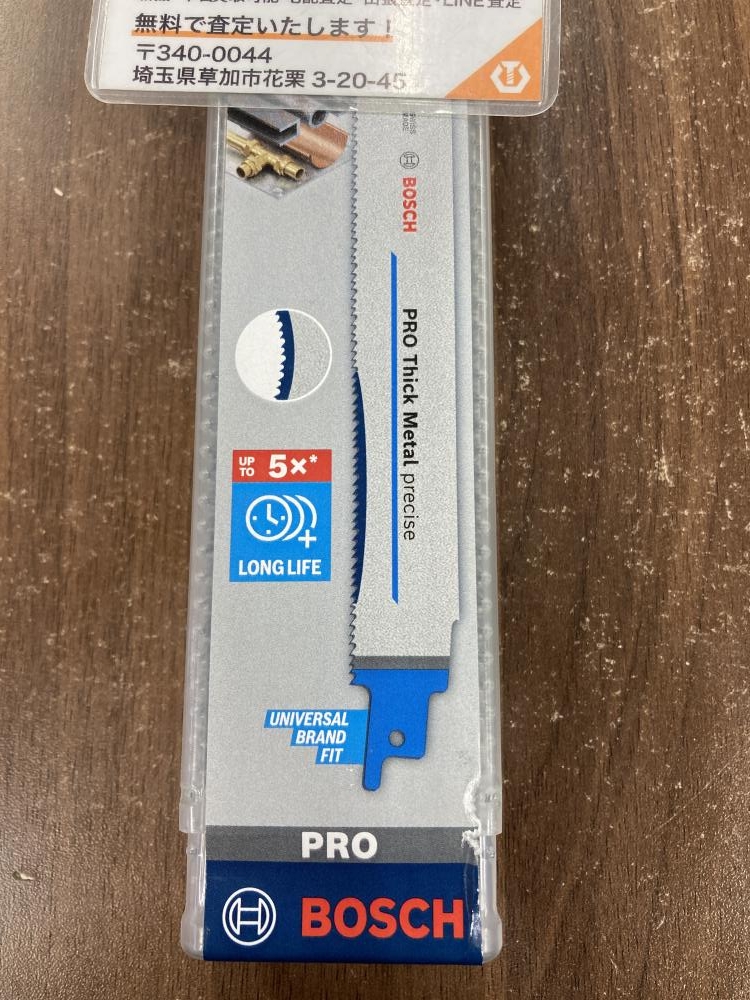 無料で査定いたします！
〒340-0044
埼玉県草加市花栗 3-20-45
SWISS
MADE
BOSCH
PRO Thick Metal precise
UP TO 5×*
LONG LIFE
UNIVERSAL
BRAND
FIT
PRO
BOSCH